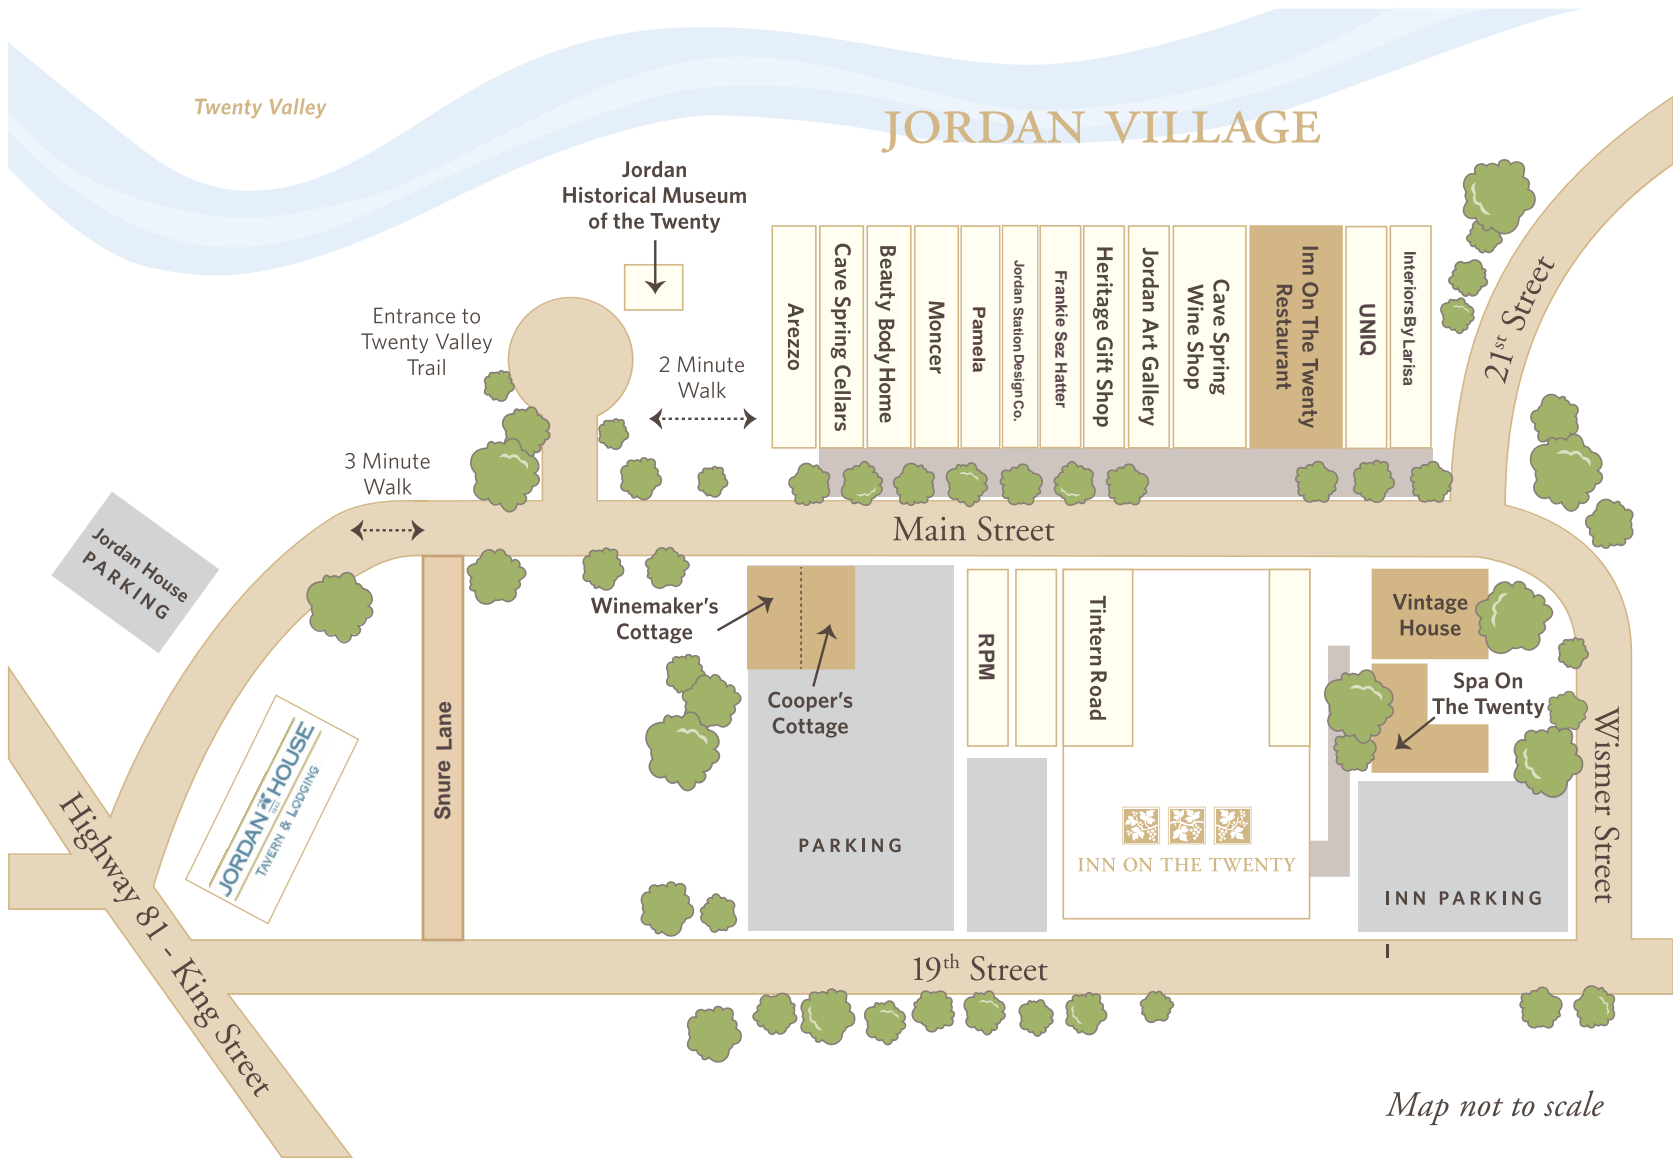 Twenty Valley
JORDAN VILLAGE
Jordan
Historical Museum
of the Twenty
Entrance to
Twenty Valley
Trail
2 Minute
Walk
3 Minute
Walk
Arezzo
Cave Spring Cellars
Beauty Body Home
Moncer
Pamela
Jordan Station Design Co.
Frankie Sez Hatter
Heritage Gift Shop
Jordan Art Gallery
Cave Spring
Wine Shop
Inn On The Twenty
Restaurant
UNIQ
Interiors By Larisa
21st Street
Jordan House
PARKING
Main Street
Winemaker's
Cottage
Cooper's
Cottage
RPM
Tintern Road
Vintage
House
Spa On
The Twenty
Snure Lane
JORDAN HOUSE
1842
TAVERN & LODGING
PARKING
INN ON THE TWENTY
INN PARKING
Wismer Street
Highway 81 - King Street
19th Street
Map not to scale